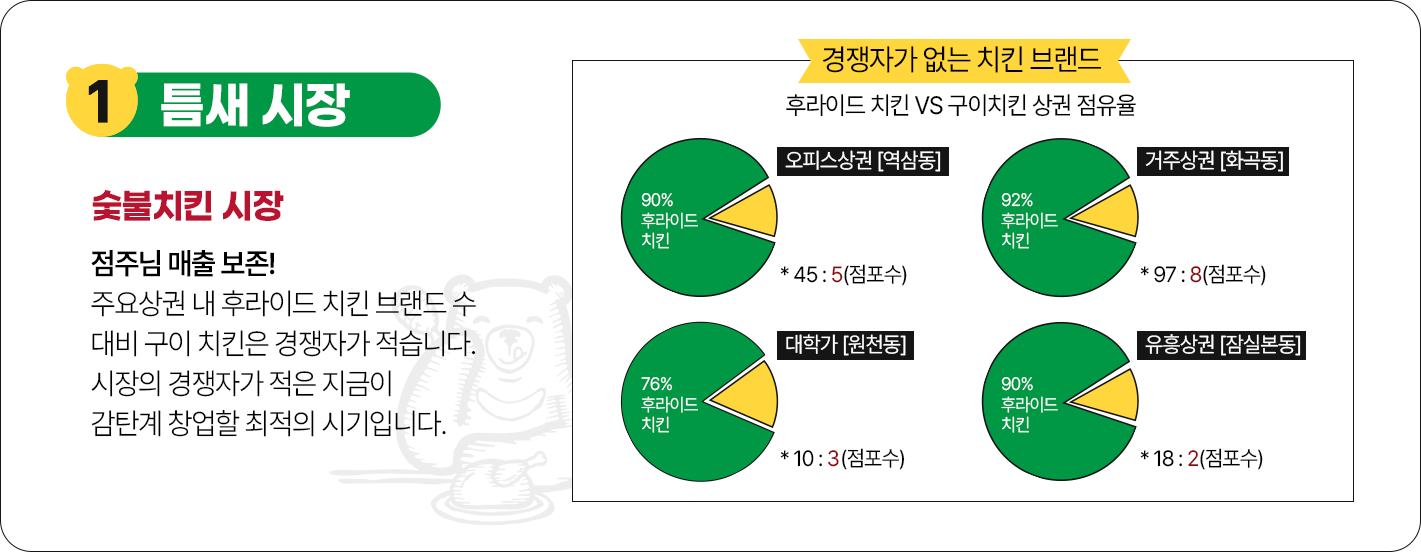 1 틈새 시장
숯불치킨 시장
점주님 매출 보존!
주요상권 내 후라이드 치킨 브랜드 수
대비 구이 치킨은 경쟁자가 적습니다.
시장의 경쟁자가 적은 지금이
감탄계 창업할 최적의 시기입니다.
경쟁자가 없는 치킨 브랜드
후라이드 치킨 VS 구이치킨 상권 점유율
오피스상권 [역삼동]
90%
후라이드
치킨
* 45 : 5(점포수)
거주상권 [화곡동]
92%
후라이드
치킨
* 97 : 8(점포수)
대학가 [원천동]
76%
후라이드
치킨
* 10 : 3(점포수)
유흥상권 [잠실본동]
90%
후라이드
치킨
* 18 : 2(점포수)